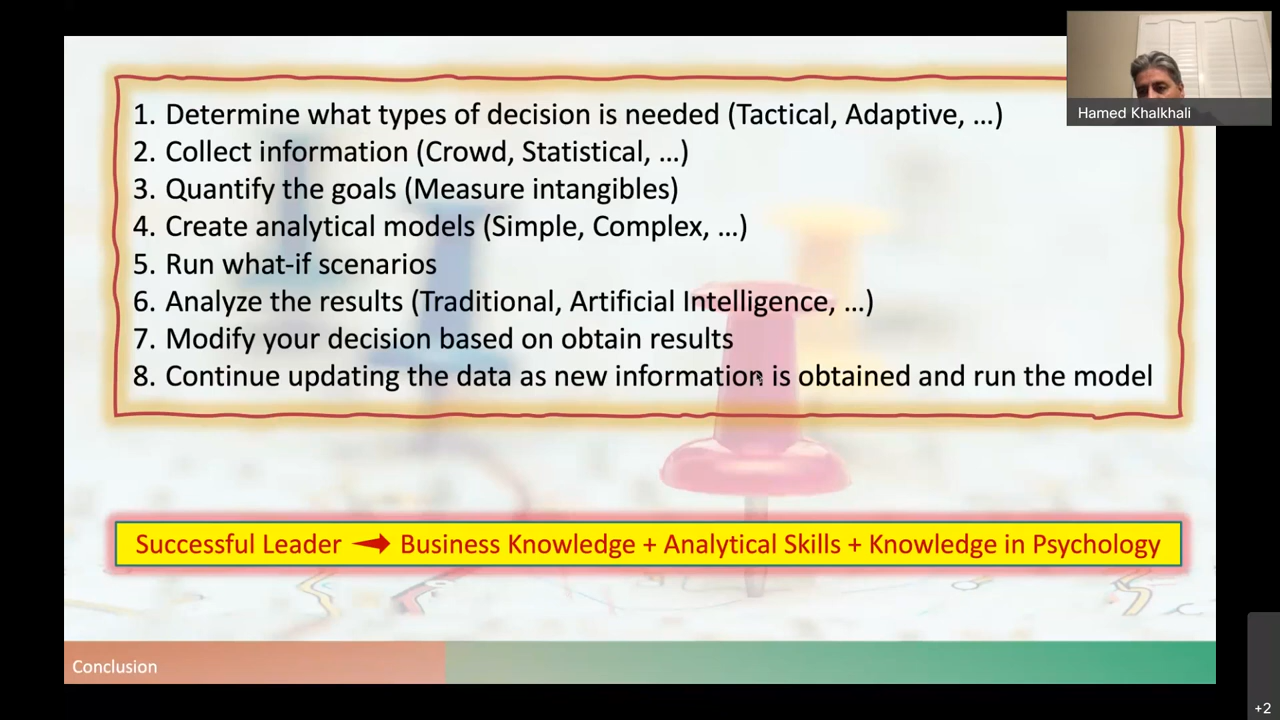 1. Determine what types of decision is needed (Tactical, Adaptive, …)
2. Collect information (Crowd, Statistical, …)
3. Quantify the goals (Measure intangibles)
4. Create analytical models (Simple, Complex, …)
5. Run what-if scenarios
6. Analyze the results (Traditional, Artificial Intelligence, …)
7. Modify your decision based on obtain results
8. Continue updating the data as new information is obtained and run the model
Successful Leader → Business Knowledge + Analytical Skills + Knowledge in Psychology
Conclusion
Hamed Khalkhali
+2